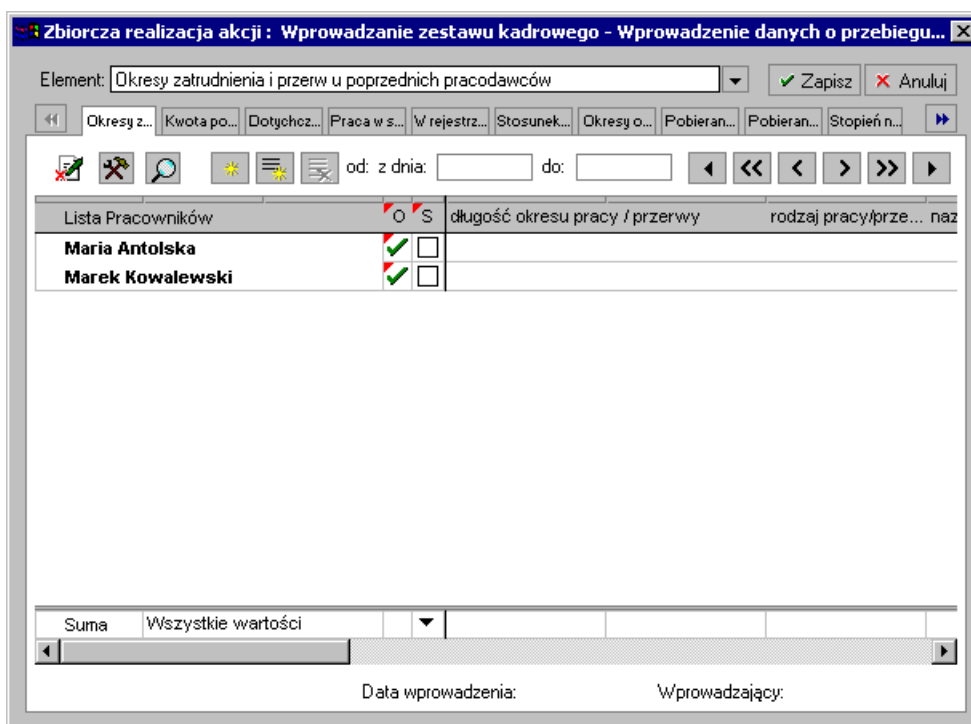 Zbiorcza realizacja akcji : Wprowadzanie zestawu kadrowego - Wprowadzenie danych o przebiegu...
Element: Okresy zatrudnienia i przerw u poprzednich pracodawców Zapisz Anuluj
Okresy z... Kwota po... Dotychcz... Praca w s... W rejestrz... Stosunek... Okresy o... Pobieran... Pobieran... Stopień n...
od: z dnia: do:
Lista Pracowników O S długość okresu pracy / przerwy rodzaj pracy/prze... naz
Maria Antolska
Marek Kowalewski
Suma Wszystkie wartości
Data wprowadzenia: Wprowadzający: